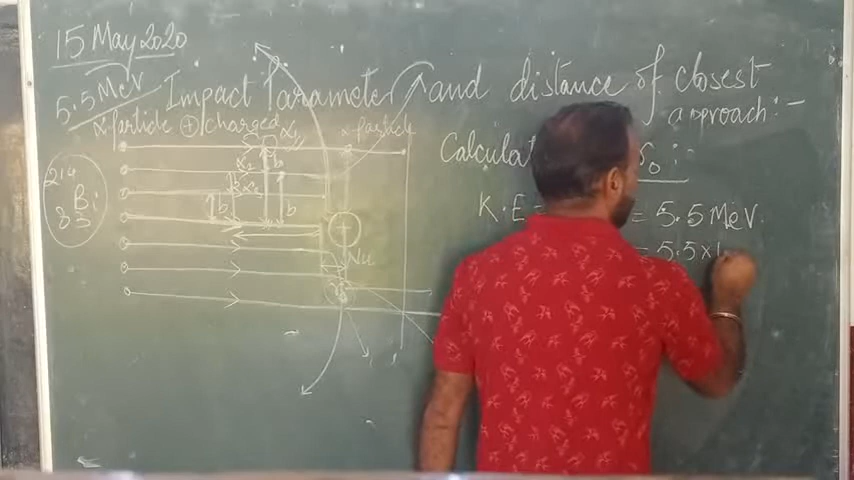 15 May 2020
5.5 MeV
Impact Parameter and distance of closest
approach:-
α particle ⊕ charged
α-particle
Calculat
r₀ :-
214
Bi
83
K.E = = 5.5 MeV.
= 5.5×1
b
b
b
+
Nu